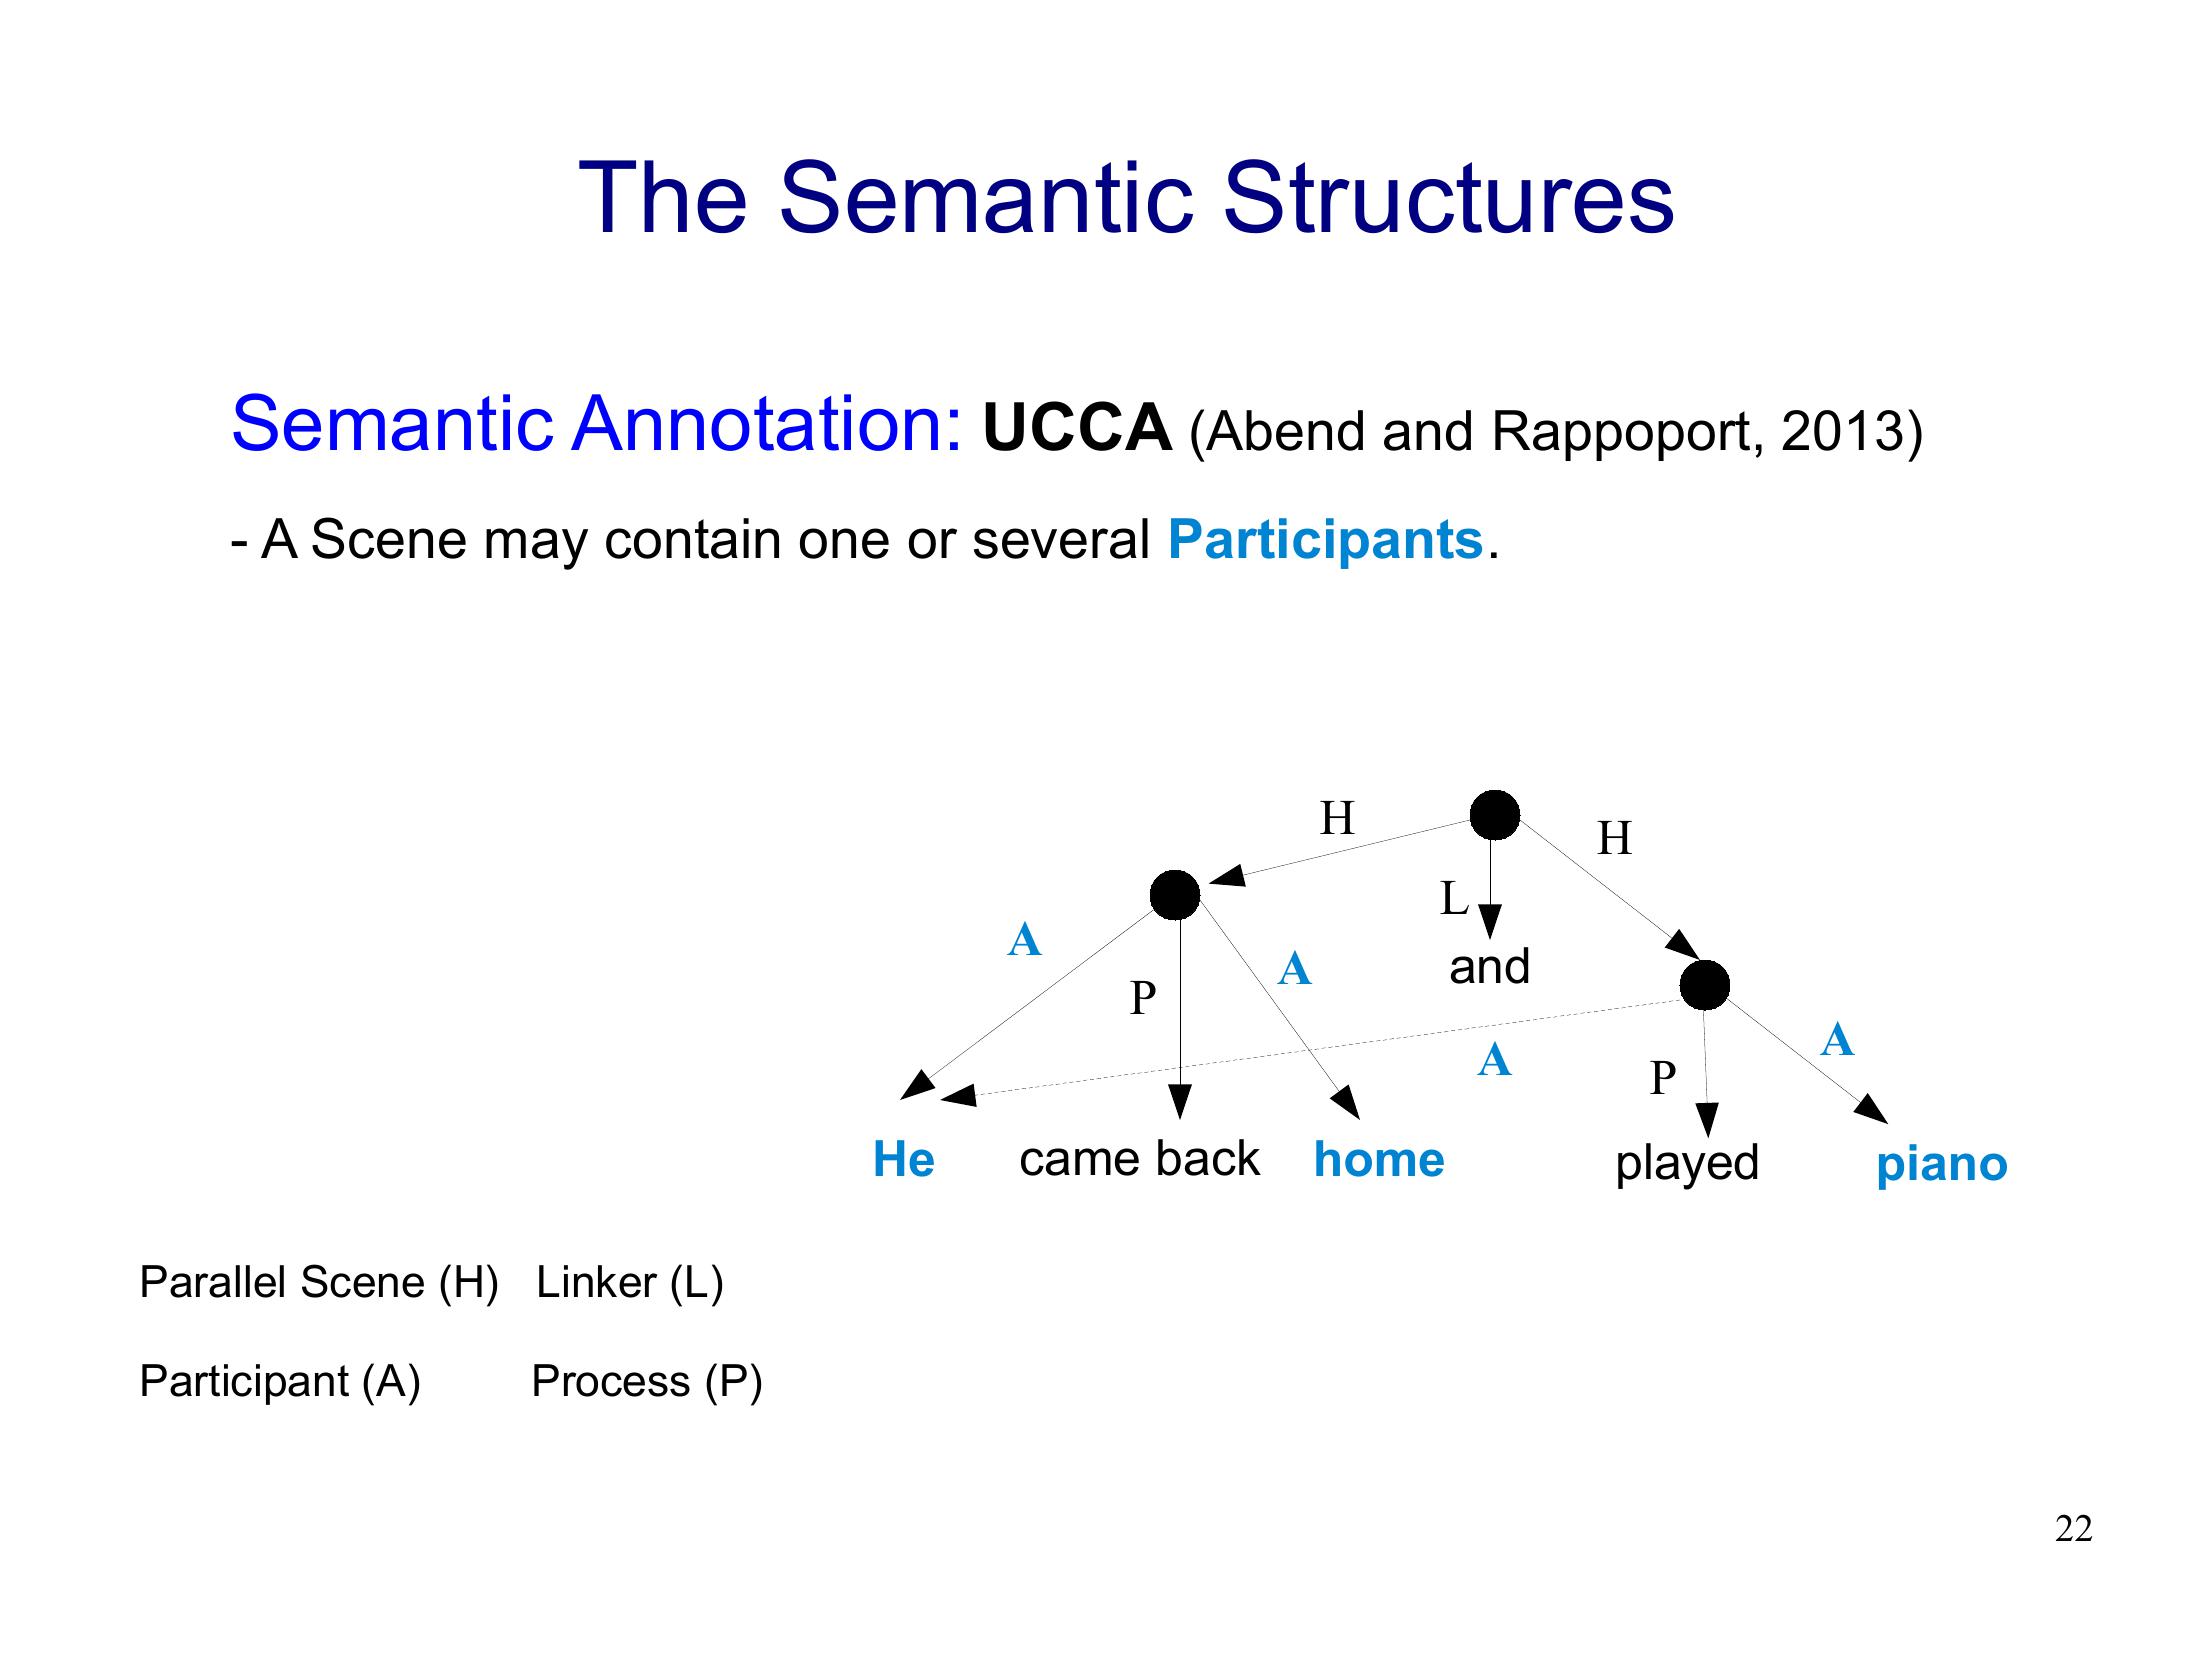 The Semantic Structures
Semantic Annotation: UCCA (Abend and Rappoport, 2013)
- A Scene may contain one or several Participants.
H
H
L
A
A
and
P
A
A
P
He came back home played piano
Parallel Scene (H) Linker (L)
Participant (A) Process (P)
22